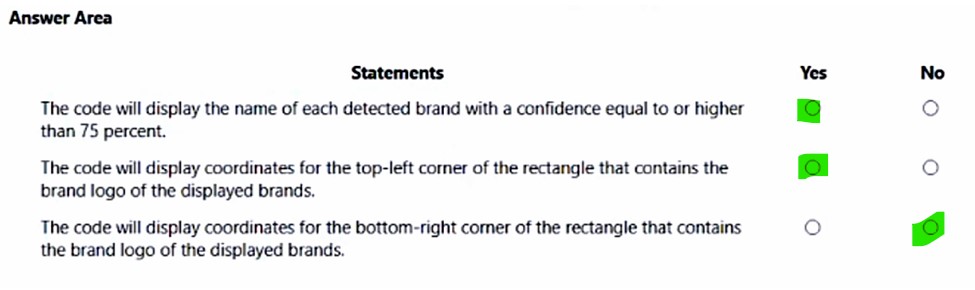 Answer Area
Statements Yes No
The code will display the name of each detected brand with a confidence equal to or higher
than 75 percent.
The code will display coordinates for the top-left corner of the rectangle that contains the
brand logo of the displayed brands.
The code will display coordinates for the bottom-right corner of the rectangle that contains
the brand logo of the displayed brands.